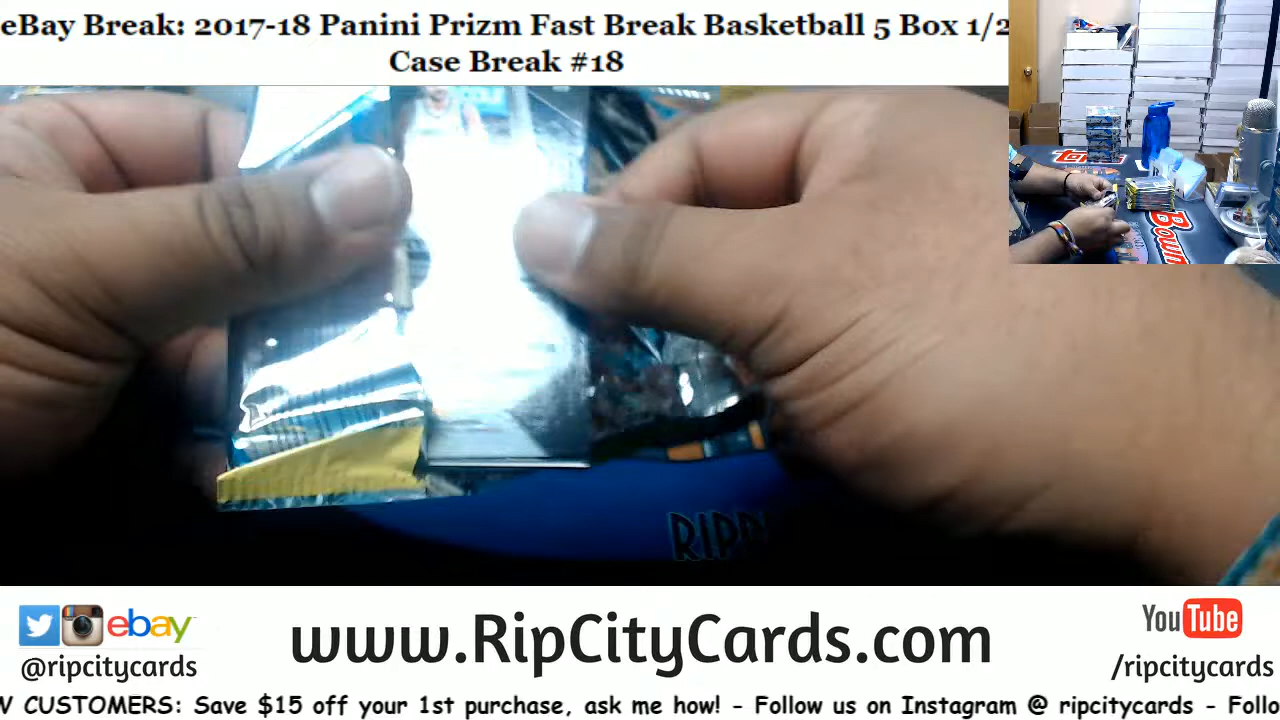 eBay Break: 2017-18 Panini Prizm Fast Break Basketball 5 Box 1/2
Case Break #18
RIPP
ebay
www.RipCityCards.com
YouTube
@ripcitycards
/ripcitycards
W CUSTOMERS: Save $15 off your 1st purchase, ask me how! - Follow us on Instagram @ ripcitycards - Follo